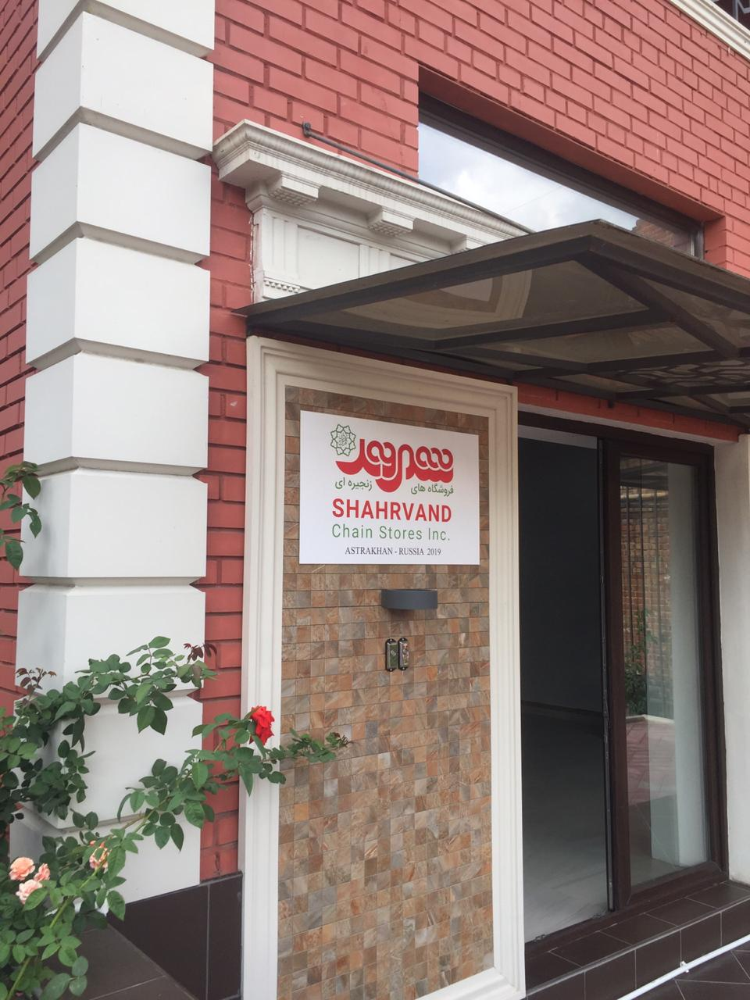 شهروند
فروشگاه های زنجیره ای
SHAHRVAND
Chain Stores Inc.
ASTRAKHAN - RUSSIA 2019